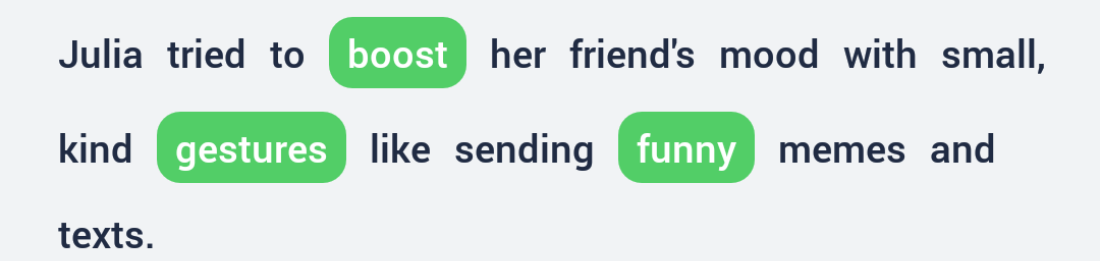 Julia tried to boost her friend's mood with small,
kind gestures like sending funny memes and
texts.